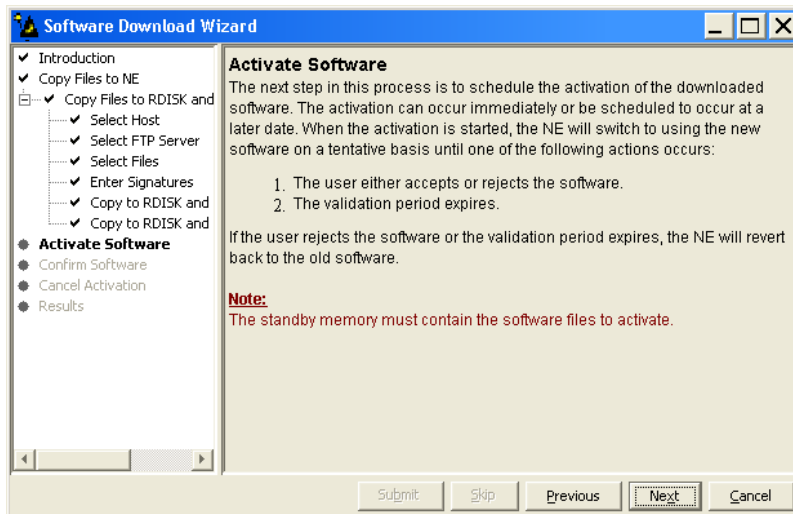 Software Download Wizard
Introduction
Copy Files to NE
Copy Files to RDISK and
Select Host
Select FTP Server
Select Files
Enter Signatures
Copy to RDISK and
Copy to RDISK and
Activate Software
Confirm Software
Cancel Activation
Results
Activate Software
The next step in this process is to schedule the activation of the downloaded
software. The activation can occur immediately or be scheduled to occur at a
later date. When the activation is started, the NE will switch to using the new
software on a tentative basis until one of the following actions occurs:
1. The user either accepts or rejects the software.
2. The validation period expires.
If the user rejects the software or the validation period expires, the NE will revert
back to the old software.
Note:
The standby memory must contain the software files to activate.
Submit
Skip
Previous
Next
Cancel